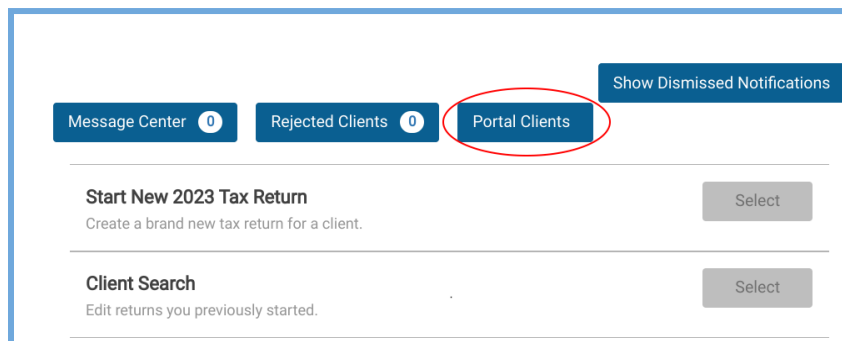 Show Dismissed Notifications
Message Center 0
Rejected Clients 0
Portal Clients
Start New 2023 Tax Return
Select
Create a brand new tax return for a client.
Client Search
Select
Edit returns you previously started.